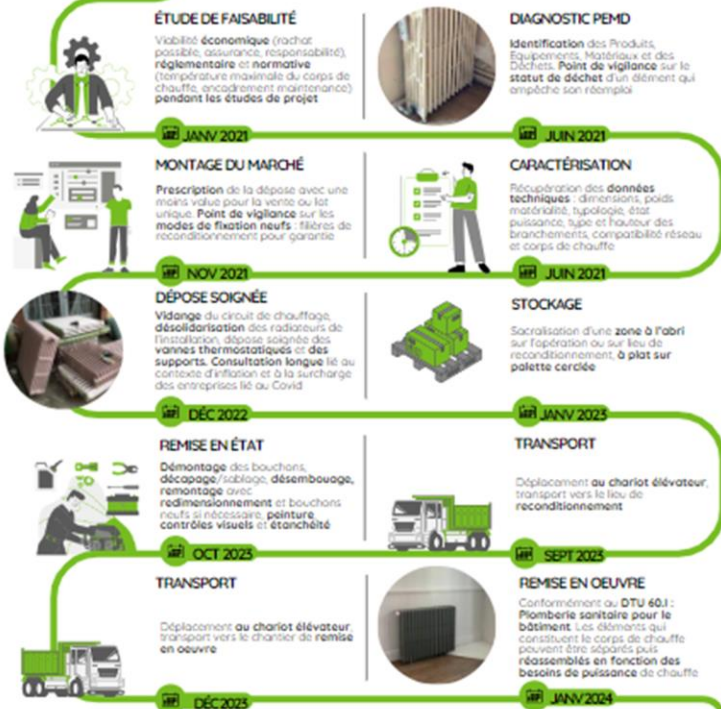 ÉTUDE DE FAISABILITÉ
Viabilité économique (rachat
possible, assurance, responsabilité),
réglementaire et normative
(température maximale du corps de
chauffe, encadrement maintenance)
pendant les études de projet
JANV 2021
DIAGNOSTIC PEMD
Identification des Produits,
Equipements, Matériaux et des
Déchets. Point de vigilance sur le
statut de déchet d'un élément qui
empêche son réemploi
JUIN 2021
MONTAGE DU MARCHÉ
Prescription de la dépose avec une
moins value pour la vente ou lot
unique. Point de vigilance sur les
modes de fixation neufs : filières de
reconditionnement pour garantie
NOV 2021
CARACTÉRISATION
Récupération des données
techniques : dimensions, poids
matérialité, typologie, état
puissance, type et hauteur des
branchements, compatibilité réseau
et corps de chauffe
JUIN 2021
DÉPOSE SOIGNÉE
Vidange du circuit de chauffage,
désolidarisation des radiateurs de
l'installation, dépose soignée des
vannes thermostatiques et des
supports. Consultation longue lié au
contexte d'inflation et à la surcharge
des entreprises lié au Covid
DÉC 2022
STOCKAGE
Sacralisation d'une zone à l'abri
sur l'opération ou sur lieu de
reconditionnement, à plat sur
palette cerclée
JANV 2023
REMISE EN ÉTAT
Démontage des bouchons,
décapage/sablage, désembouage,
remontage avec
redimensionnement et bouchons
neufs si nécessaire, peinture
contrôles visuels et étanchéité
OCT 2023
TRANSPORT
Déplacement au chariot élévateur,
transport vers le lieu de
reconditionnement
SEPT 2023
TRANSPORT
Déplacement au chariot élévateur
transport vers le chantier de remise
en oeuvre
DÉC 2023
REMISE EN OEUVRE
Conformément au DTU 60.1 :
Plomberie sanitaire pour le
bâtiment. Les éléments qui
constituent le corps de chauffe
peuvent être séparés puis
réassemblés en fonction des
besoins de puissance de chauffe
JANV 2024